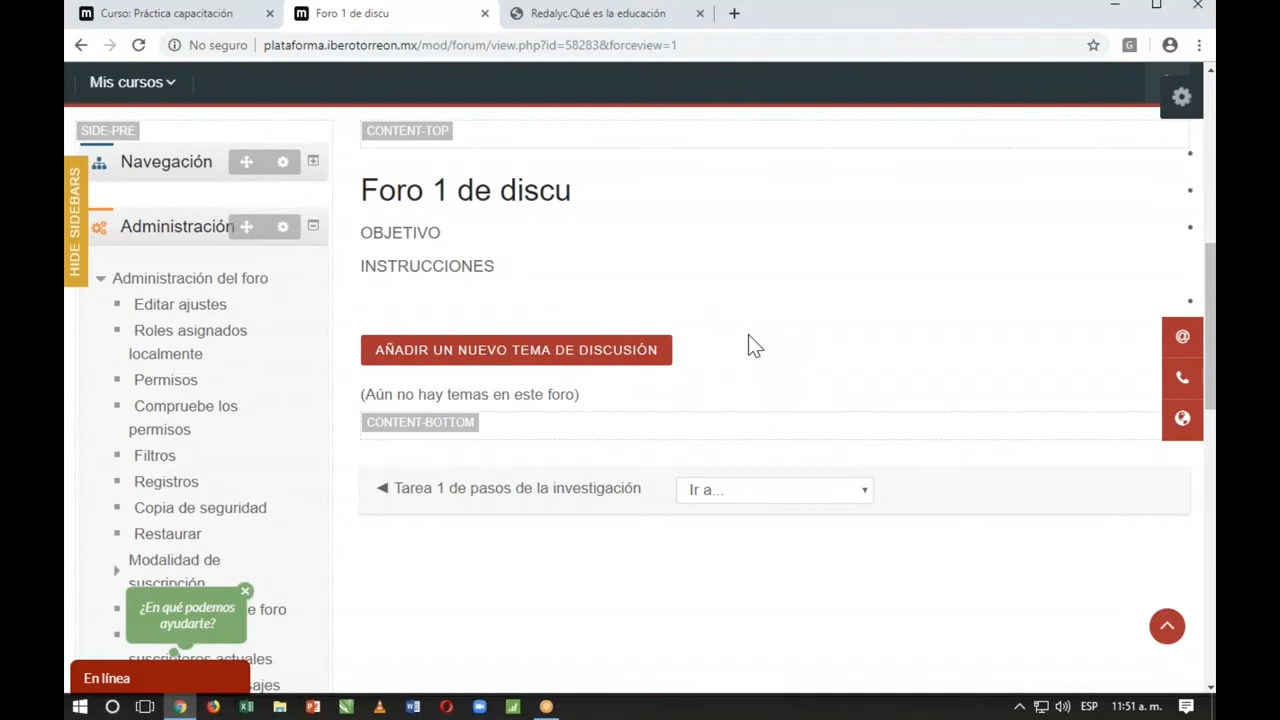 Curso: Práctica capacitación
Foro 1 de discu
Redalyc.Qué es la educación
No seguro
plataforma.iberotorreon.mx/mod/forum/view.php?id=58283&forceview=1
Mis cursos
HIDE SIDEBARS
SIDE-PRE
Navegación
Administración
Administración del foro
Editar ajustes
Roles asignados
localmente
Permisos
Compruebe los
permisos
Filtros
Registros
Copia de seguridad
Restaurar
Modalidad de
suscripción
e foro
suscriptores actuales
sajes
¿En qué podemos
ayudarte?
En línea
CONTENT-TOP
Foro 1 de discu
OBJETIVO
INSTRUCCIONES
AÑADIR UN NUEVO TEMA DE DISCUSIÓN
(Aún no hay temas en este foro)
CONTENT-BOTTOM
◄ Tarea 1 de pasos de la investigación
Ir a...
ESP
11:51 a. m.